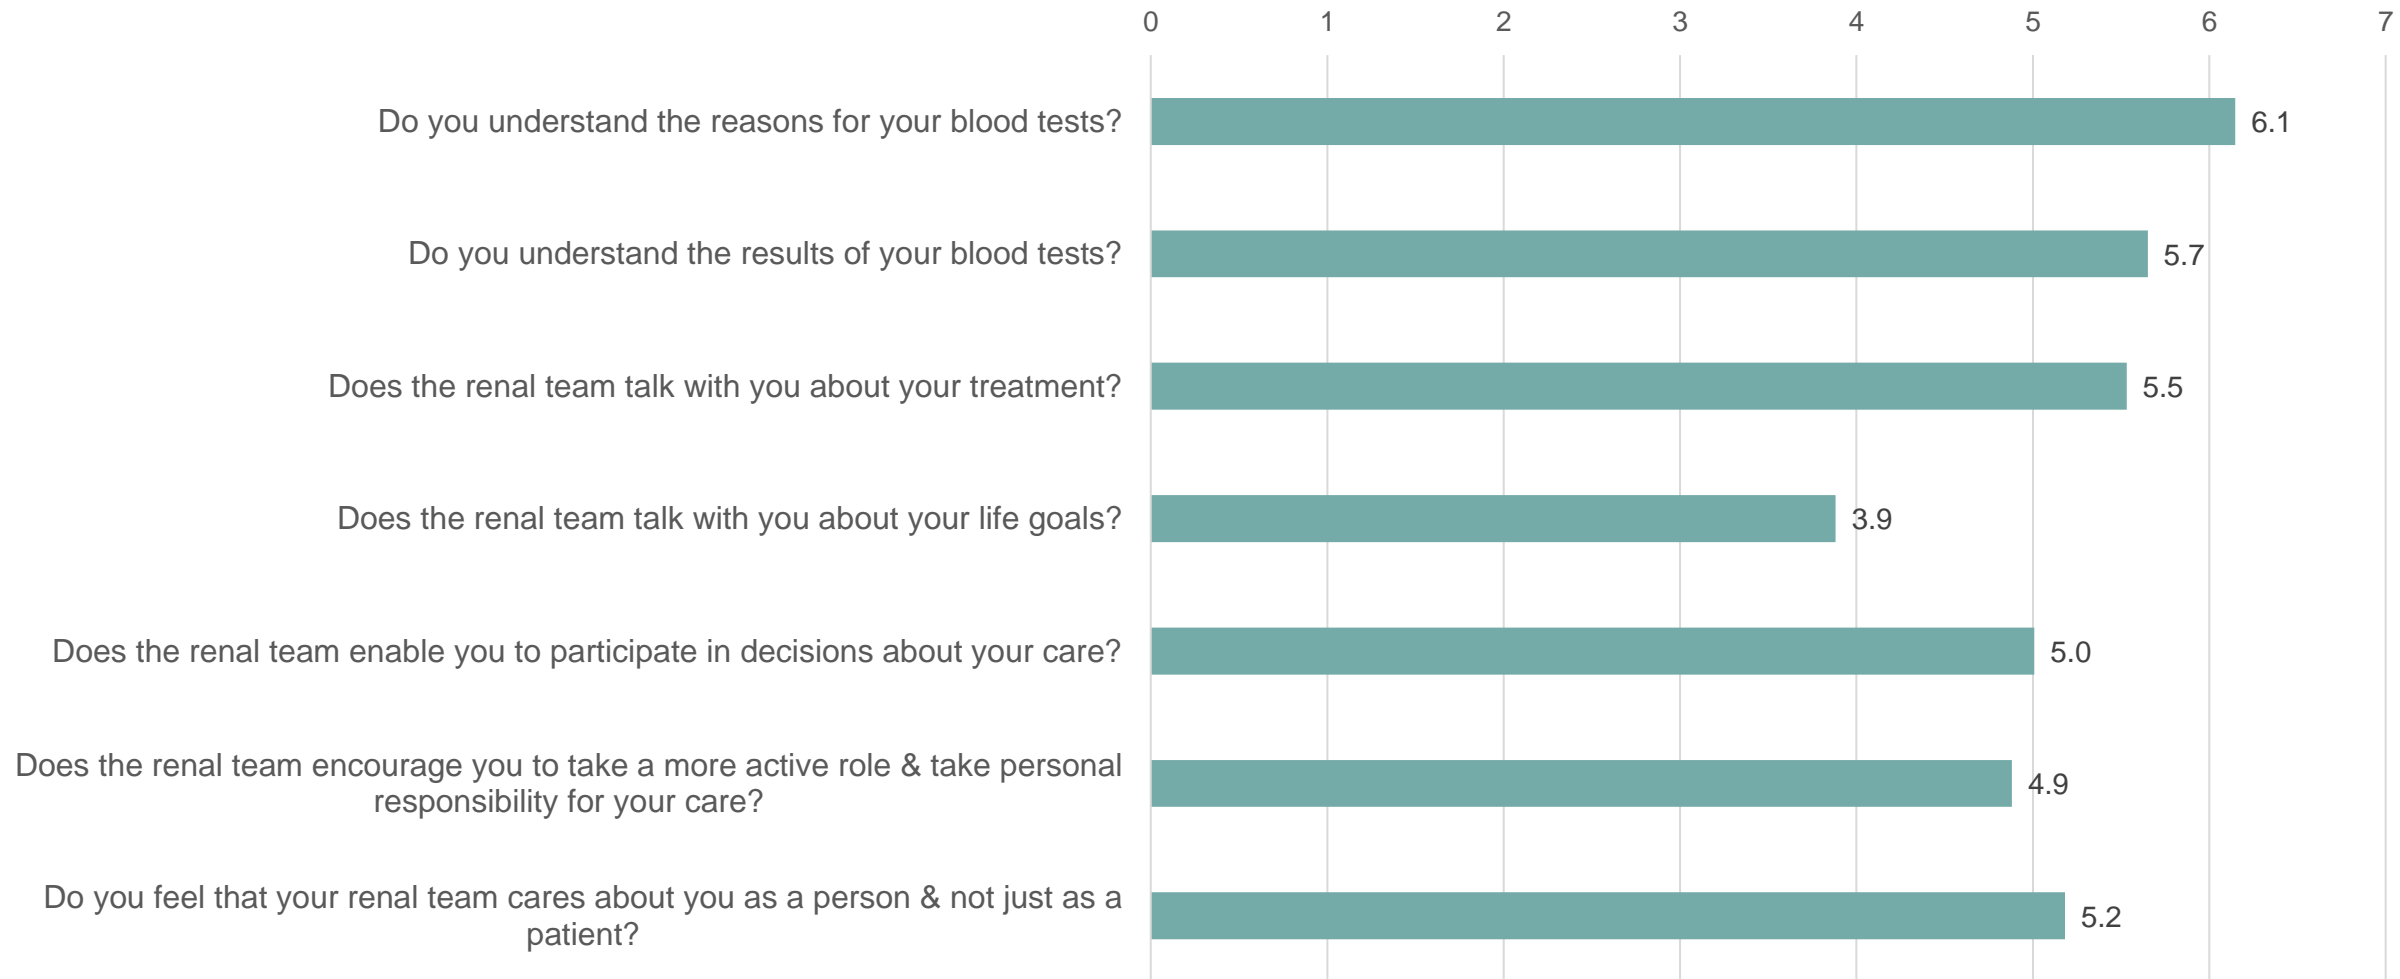 0 1 2 3 4 5 6 7
Do you understand the reasons for your blood tests? 6.1
Do you understand the results of your blood tests? 5.7
Does the renal team talk with you about your treatment? 5.5
Does the renal team talk with you about your life goals? 3.9
Does the renal team enable you to participate in decisions about your care? 5.0
Does the renal team encourage you to take a more active role & take personal
responsibility for your care? 4.9
Do you feel that your renal team cares about you as a person & not just as a
patient? 5.2